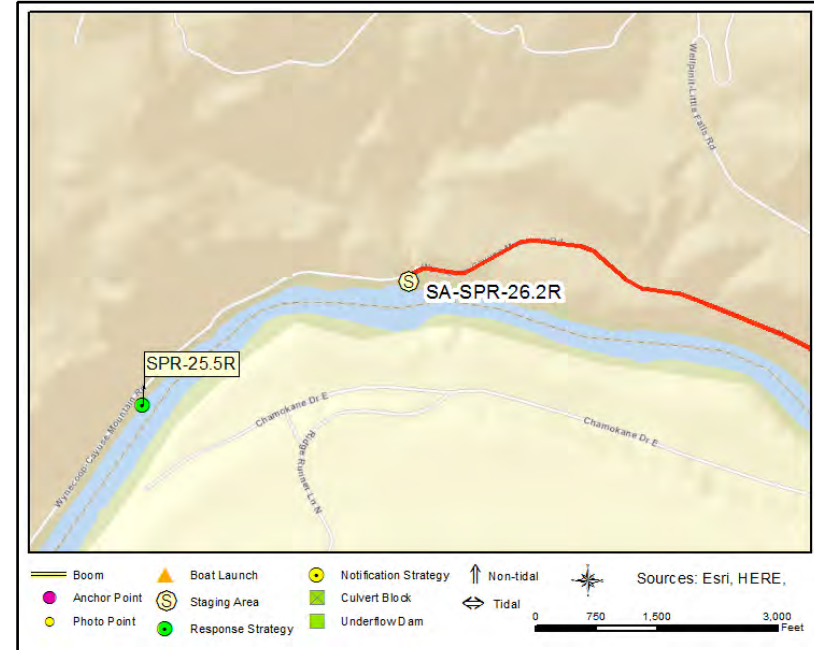 Wellpinit-Little Falls Rd
SA-SPR-26.2R
SPR-25.5R
Wynecoop-Cayuse Mountain Rd
Chamokane Dr E
Chamokane Dr E
Ridge Runner Ln N
Boom
Boat Launch
Notification Strategy
Non-tidal
Sources: Esri, HERE,
Anchor Point
Staging Area
Culvert Block
Tidal
Photo Point
Response Strategy
Underflow Dam
0 750 1,500 3,000
Feet